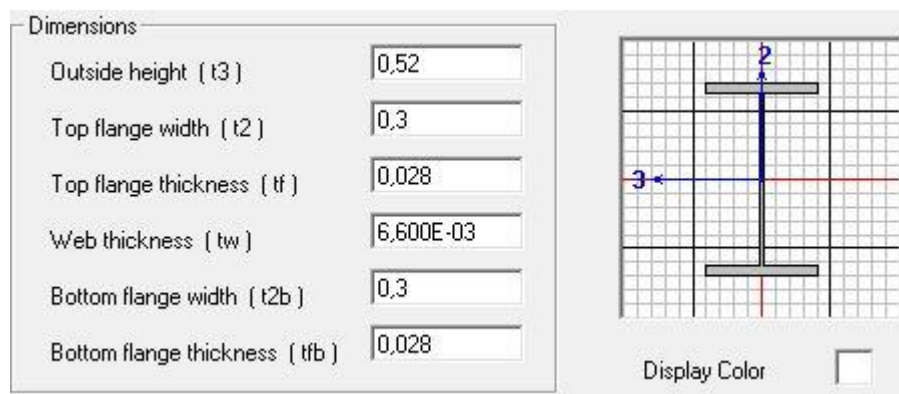 Dimensions
Outside height ( t3 ) 0,52
Top flange width ( t2 ) 0,3
Top flange thickness ( tf ) 0,028
Web thickness ( tw ) 6,600E-03
Bottom flange width ( t2b ) 0,3
Bottom flange thickness ( tfb ) 0,028
2
3
Display Color